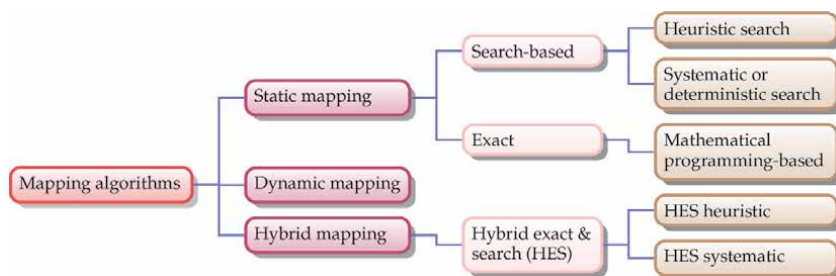 Mapping algorithms
Static mapping
Dynamic mapping
Hybrid mapping
Search-based
Exact
Hybrid exact &
search (HES)
Heuristic search
Systematic or
deterministic search
Mathematical
programming-based
HES heuristic
HES systematic